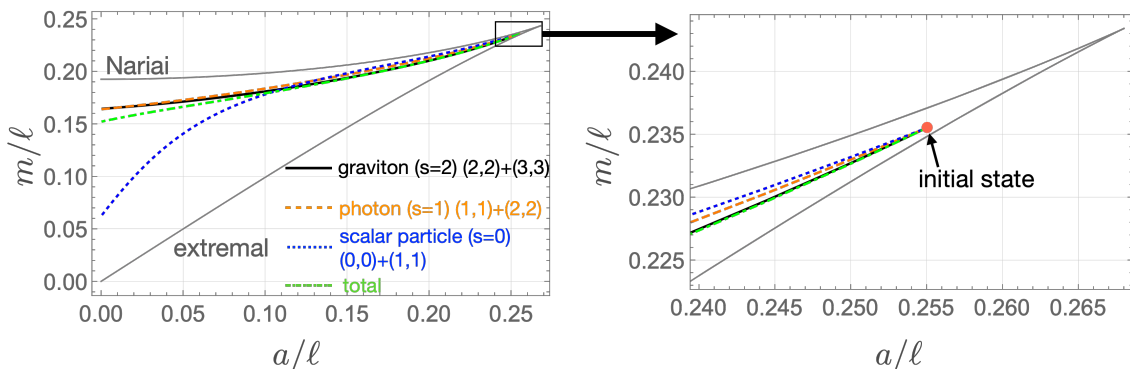 0.25
0.20
0.15
0.10
0.05
0.00
m/ℓ
Nariai
graviton (s=2) (2,2)+(3,3)
photon (s=1) (1,1)+(2,2)
scalar particle (s=0)
(0,0)+(1,1)
total
extremal
0.00 0.05 0.10 0.15 0.20 0.25
a/ℓ
0.240
0.235
0.230
0.225
m/ℓ
initial state
0.240 0.245 0.250 0.255 0.260 0.265
a/ℓ